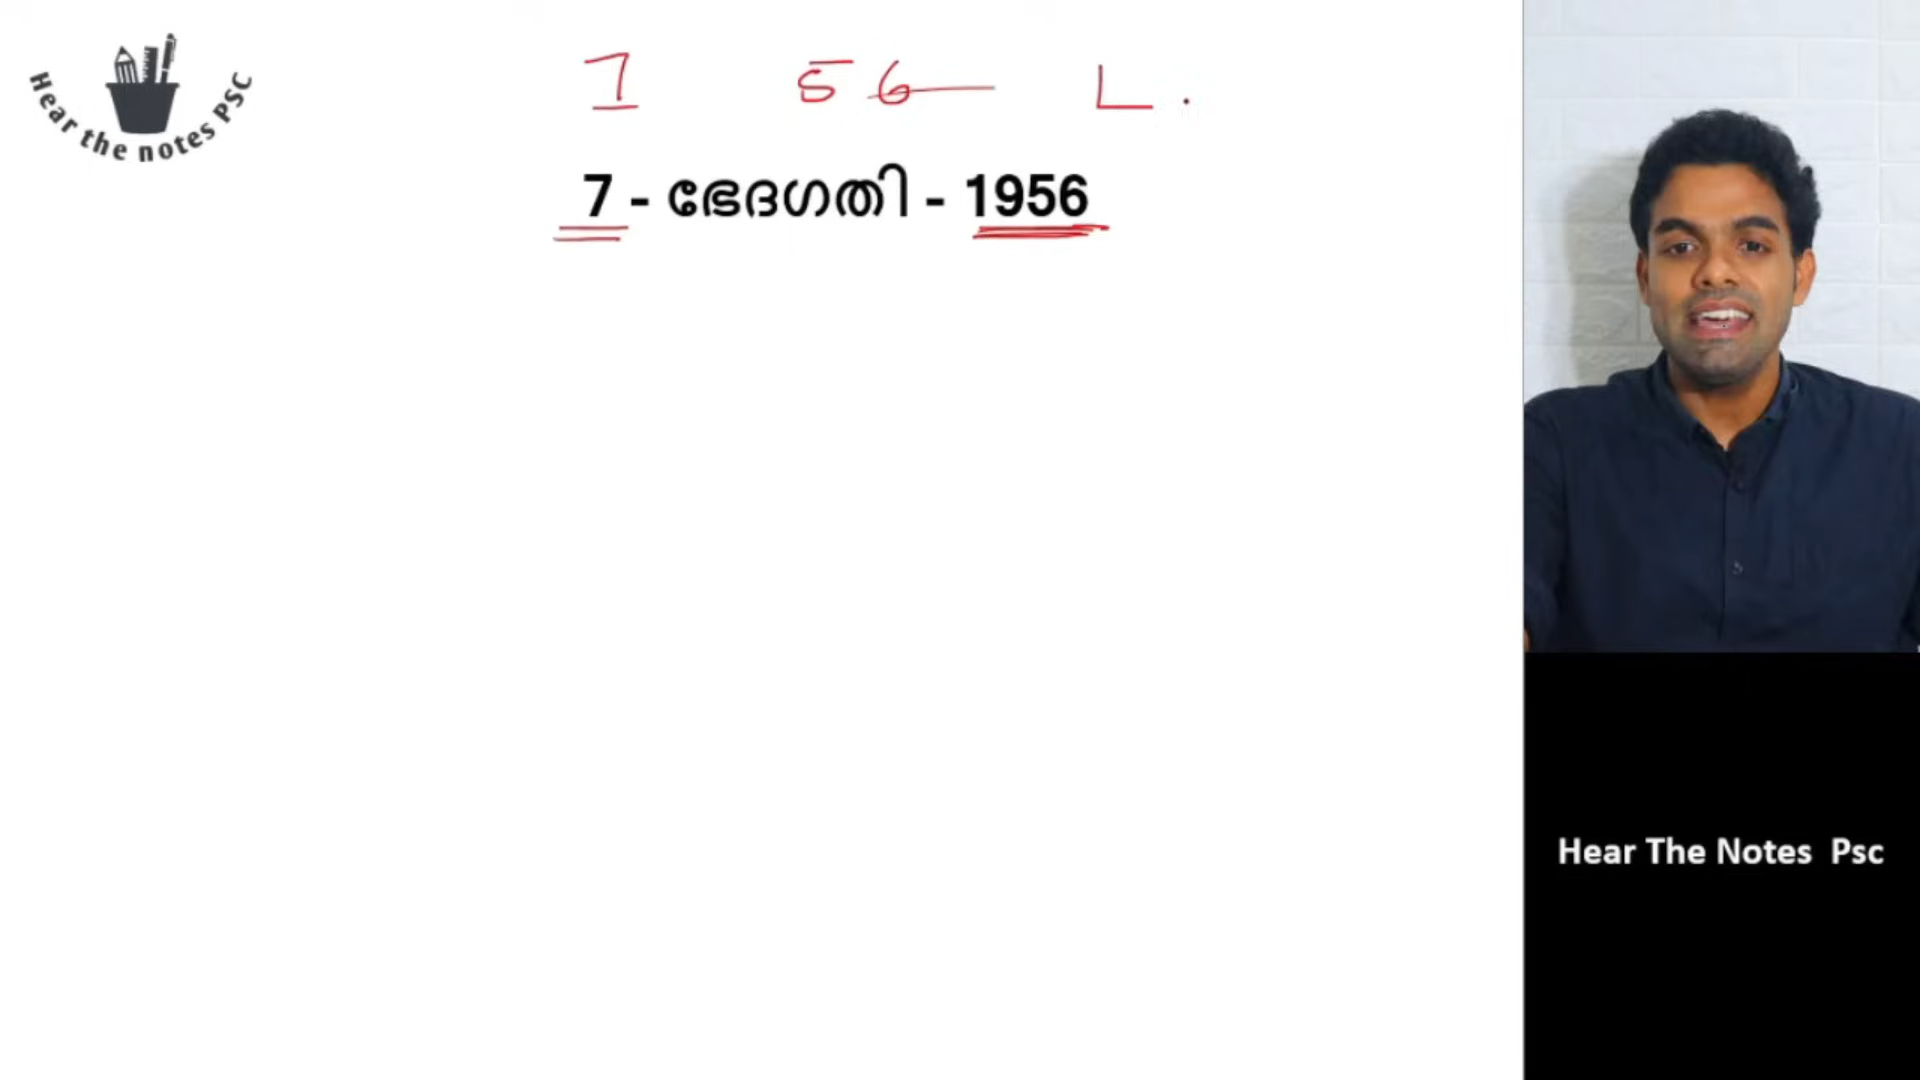 Hear the notes PSC
7 56 L.
7 - ഭേദഗതി - 1956
Hear The Notes Psc